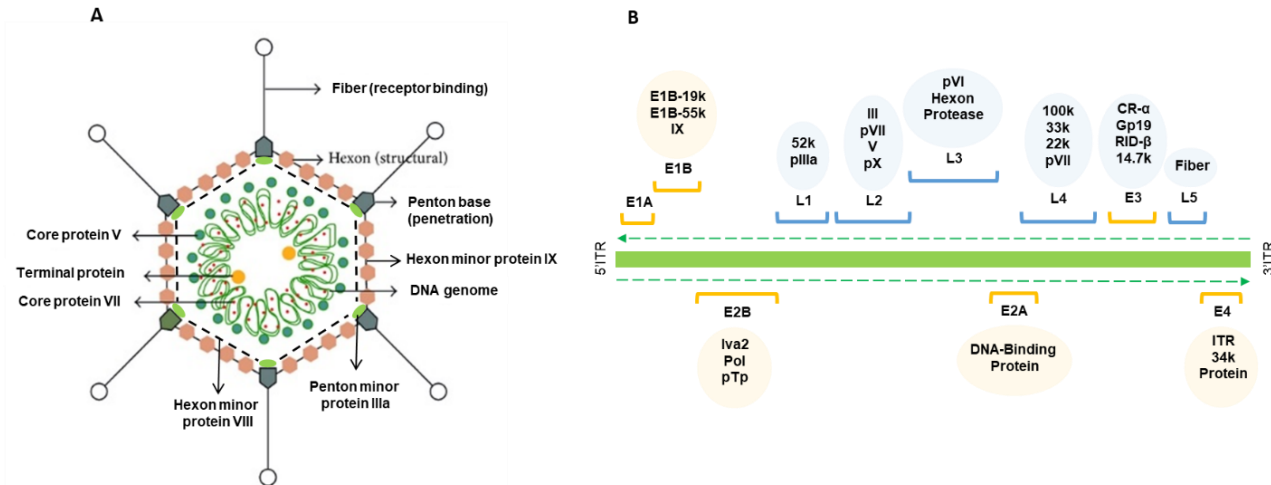 A
Fiber (receptor binding)
Hexon (structural)
Penton base
(penetration)
Core protein V
Hexon minor protein IX
Terminal protein
DNA genome
Core protein VII
Penton minor
protein IIIa
Hexon minor
protein VIII
B
E1B-19k
E1B-55k
IX
E1B
E1A
52k
pIIIa
L1
III
pVII
V
pX
L2
pVI
Hexon
Protease
L3
100k
33k
22k
pVII
L4
CR-α
Gp19
RID-β
14.7k
E3
Fiber
L5
5'ITR
3'ITR
E2B
Iva2
Pol
pTp
E2A
DNA-Binding
Protein
E4
ITR
34k
Protein